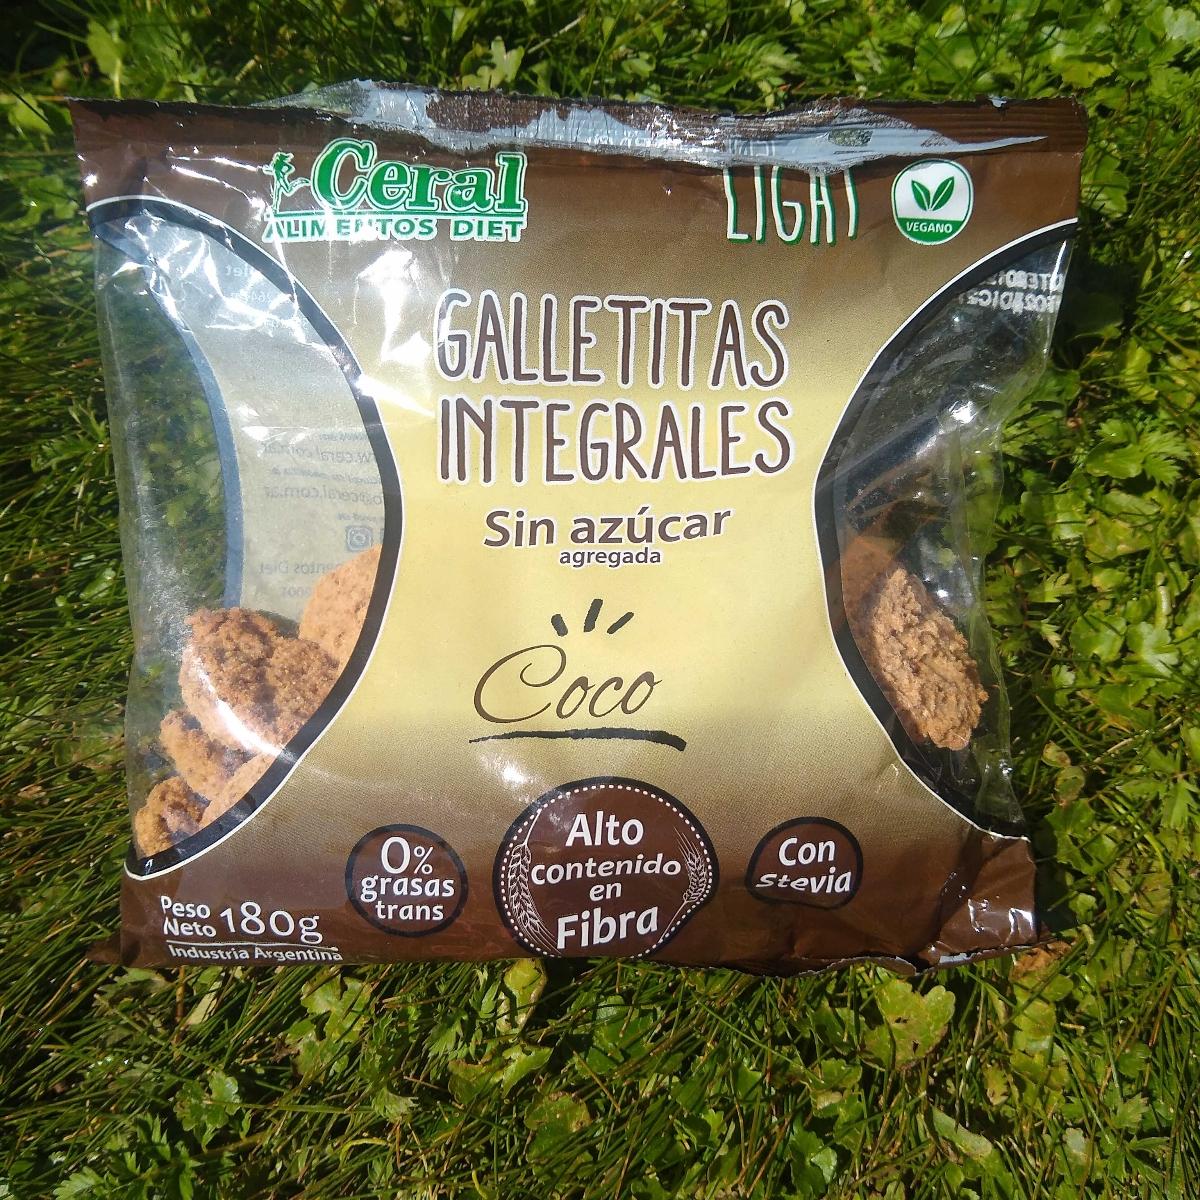 Ceral
ALIMENTOS DIET
LIGHT
VEGANO
GALLETITAS
INTEGRALES
Sin azúcar
agregada
Coco
0%
grasas
trans
Alto
contenido
en
Fibra
Con
stevia
Peso
Neto 180g
Industria Argentina